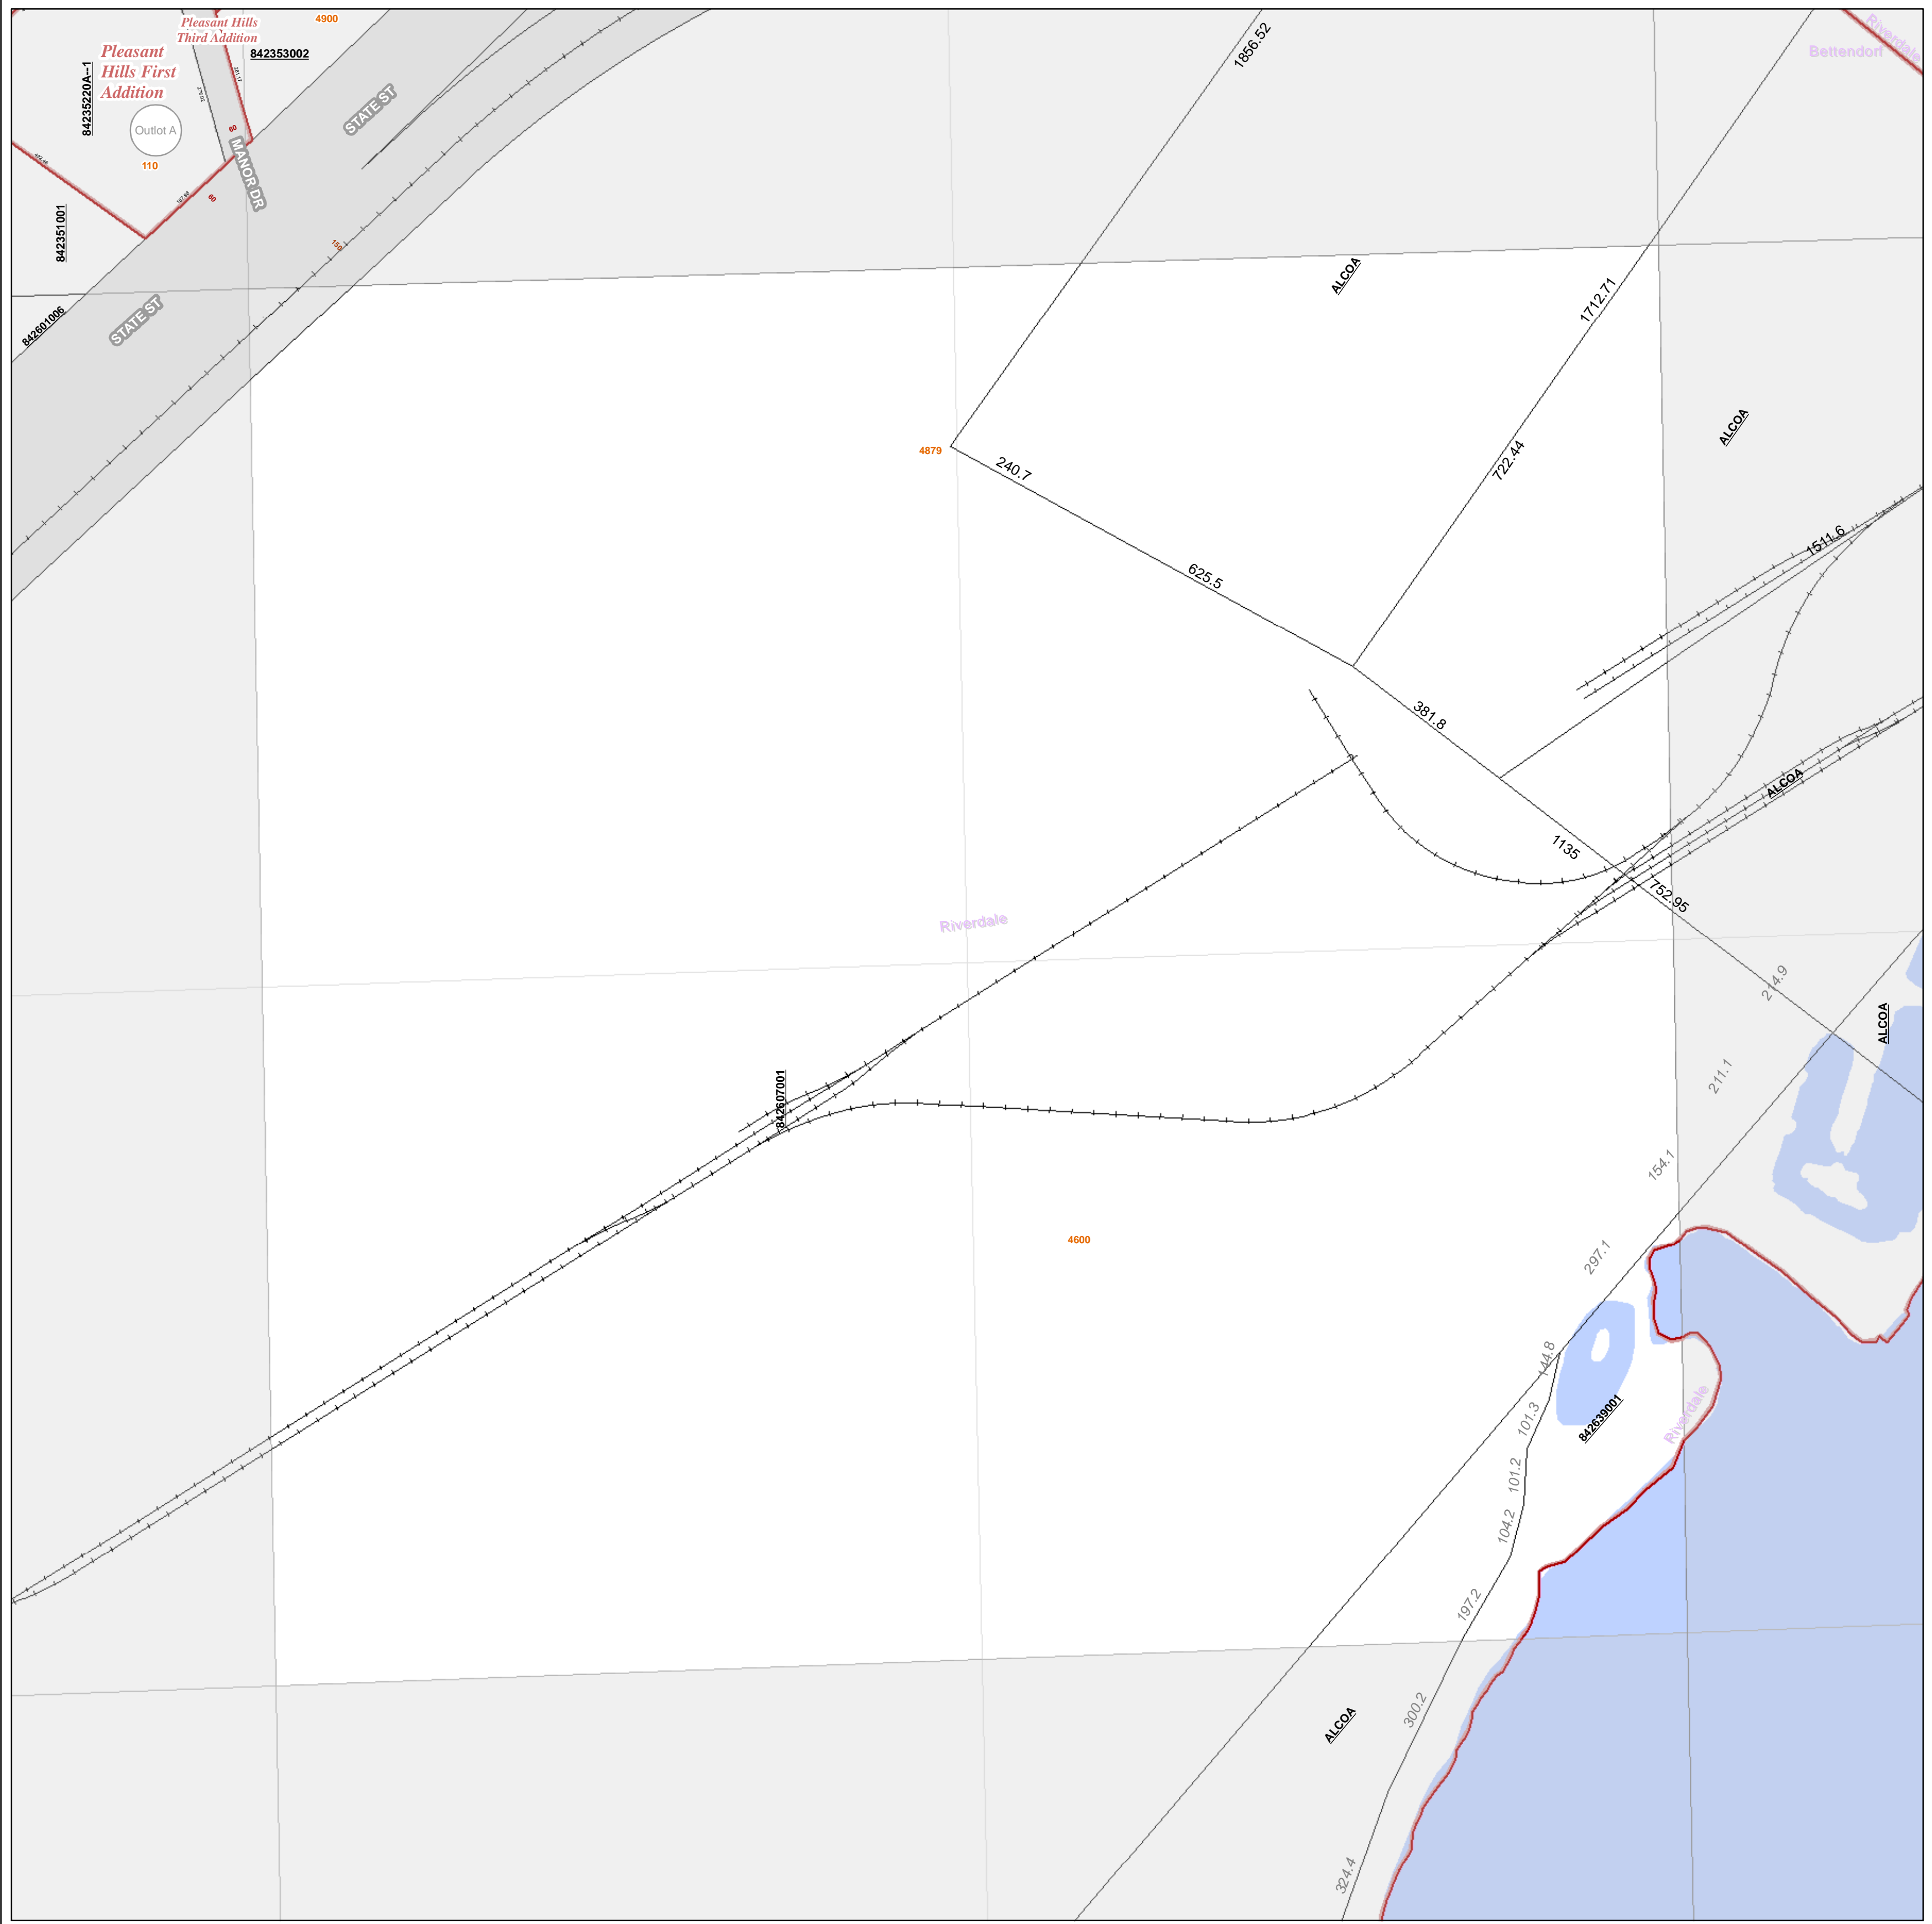 Pleasant Hills
Third Addition
4900
842353002
Pleasant
Hills First
Addition
84235220A--1
Outlot A
110
60
MANOR DR
STATE ST
60
150
842351001
842601006
STATE ST
1856.52
Riverdale
Bettendorf
ALCOA
1712.71
ALCOA
4879
240.7
722.44
625.5
1511.6
381.8
ALCOA
1135
752.95
Riverdale
214.9
ALCOA
211.1
842607001
154.1
4600
297.1
144.8
101.3
842639001
Riverdale
101.2
104.2
197.2
300.2
ALCOA
324.4